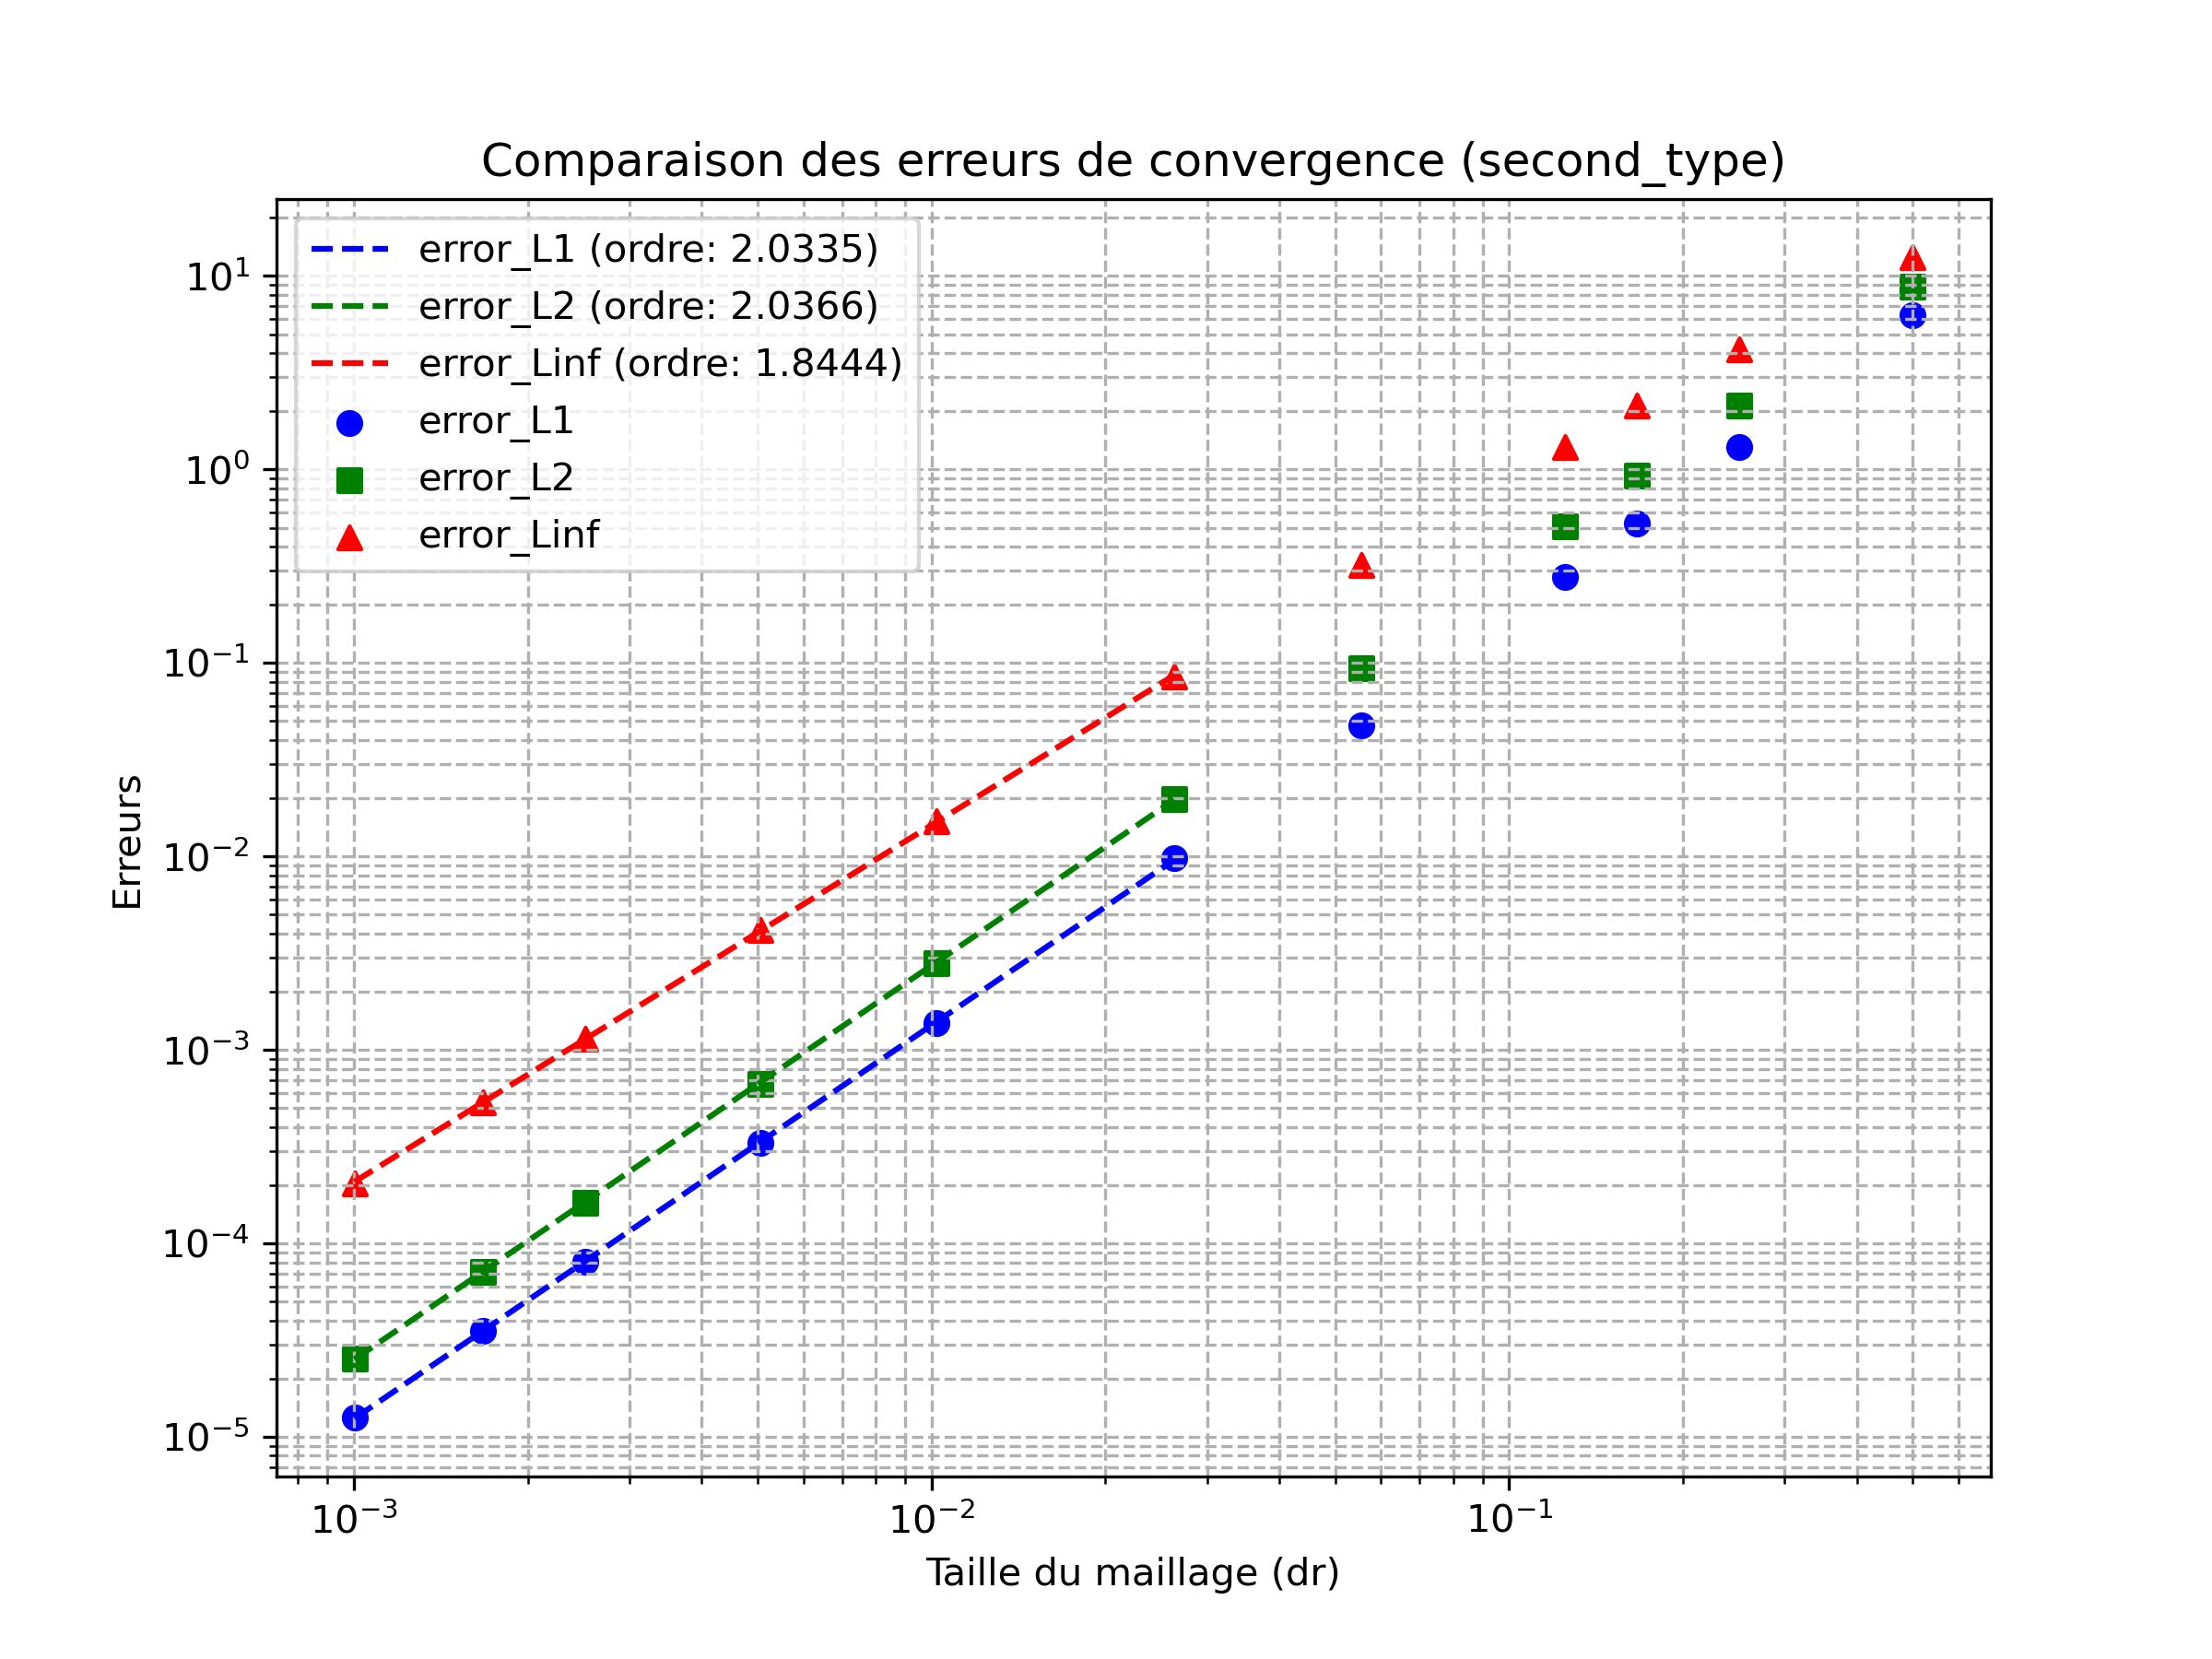 Comparaison des erreurs de convergence (second_type)
error_L1 (ordre: 2.0335)
error_L2 (ordre: 2.0366)
error_Linf (ordre: 1.8444)
error_L1
error_L2
error_Linf
10¹
10⁰
10⁻¹
10⁻²
10⁻³
10⁻⁴
10⁻⁵
Erreurs
10⁻³ 10⁻² 10⁻¹
Taille du maillage (dr)